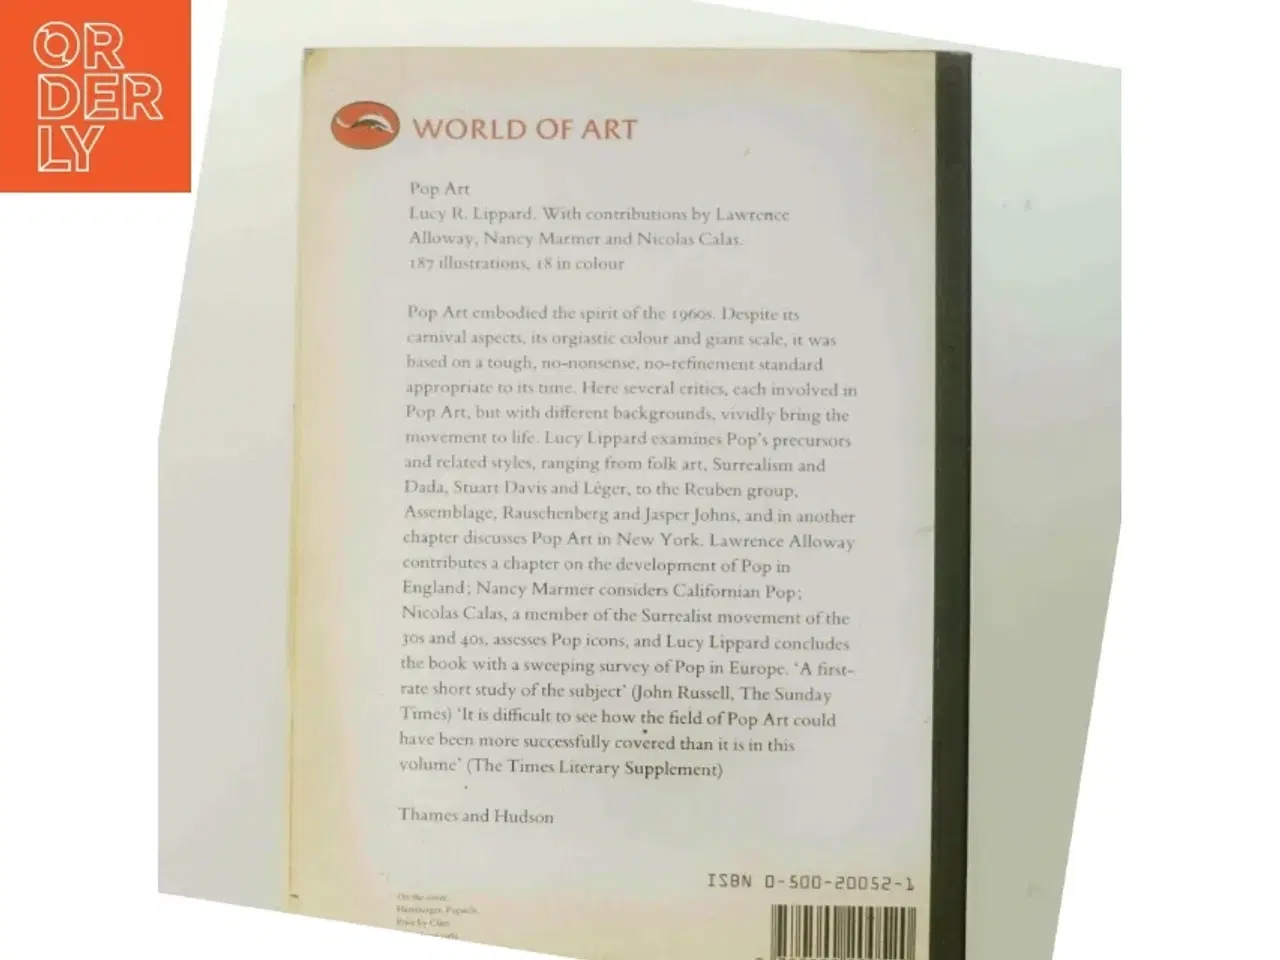 OR
DER
LY
WORLD OF ART
Pop Art
Lucy R. Lippard. With contributions by Lawrence
Alloway, Nancy Marmer and Nicolas Calas.
187 illustrations, 18 in colour
Pop Art embodied the spirit of the 1960s. Despite its
carnival aspects, its orgiastic colour and giant scale, it was
based on a tough, no-nonsense, no-refinement standard
appropriate to its time. Here several critics, each involved in
Pop Art, but with different backgrounds, vividly bring the
movement to life. Lucy Lippard examines Pop's precursors
and related styles, ranging from folk art, Surrealism and
Dada, Stuart Davis and Léger, to the Reuben group,
Assemblage, Rauschenberg and Jasper Johns, and in another
chapter discusses Pop Art in New York. Lawrence Alloway
contributes a chapter on the development of Pop in
England; Nancy Marmer considers Californian Pop;
Nicolas Calas, a member of the Surrealist movement of the
30s and 40s, assesses Pop icons, and Lucy Lippard concludes
the book with a sweeping survey of Pop in Europe. 'A first-
rate short study of the subject' (John Russell, The Sunday
Times) 'It is difficult to see how the field of Pop Art could
have been more successfully covered than it is in this
volume' (The Times Literary Supplement)
Thames and Hudson
ISBN 0-500-20052-1
On the cover:
Hamburger, Popsicle,
Price by Claes